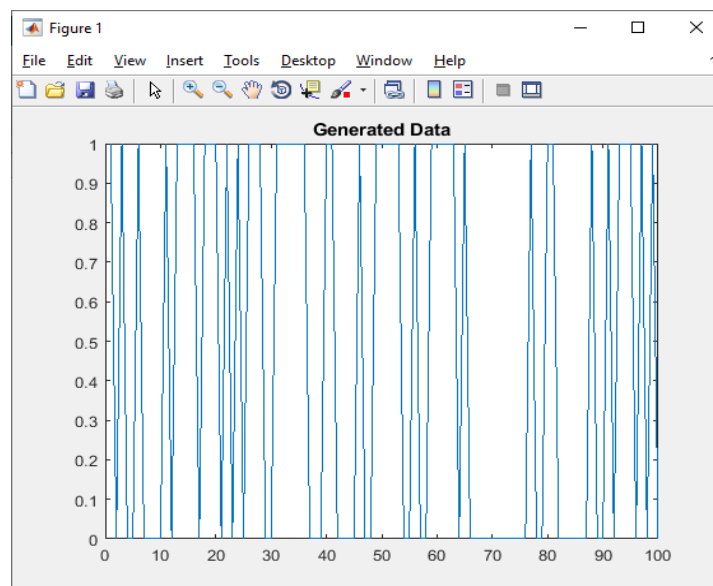 Figure 1
File Edit View Insert Tools Desktop Window Help
Generated Data
1
0.9
0.8
0.7
0.6
0.5
0.4
0.3
0.2
0.1
0
0 10 20 30 40 50 60 70 80 90 100